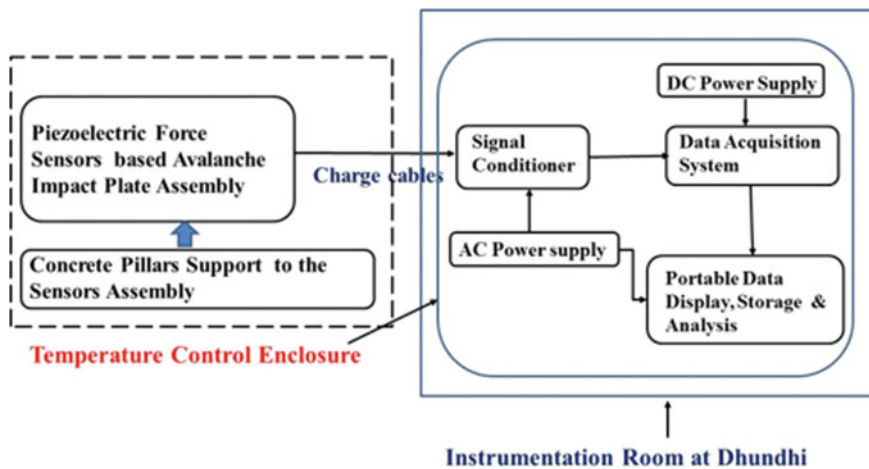 Piezoelectric Force
Sensors based Avalanche
Impact Plate Assembly
Concrete Pillars Support to the
Sensors Assembly
Charge cables
Signal
Conditioner
DC Power Supply
Data Acquisition
System
AC Power supply
Portable Data
Display, Storage &
Analysis
Temperature Control Enclosure
Instrumentation Room at Dhundhi